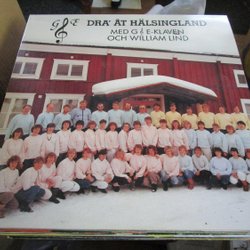 G E DRA' ÅT HÄLSINGLAND
MED G & E-KLAVEN
OCH WILLIAM LIND